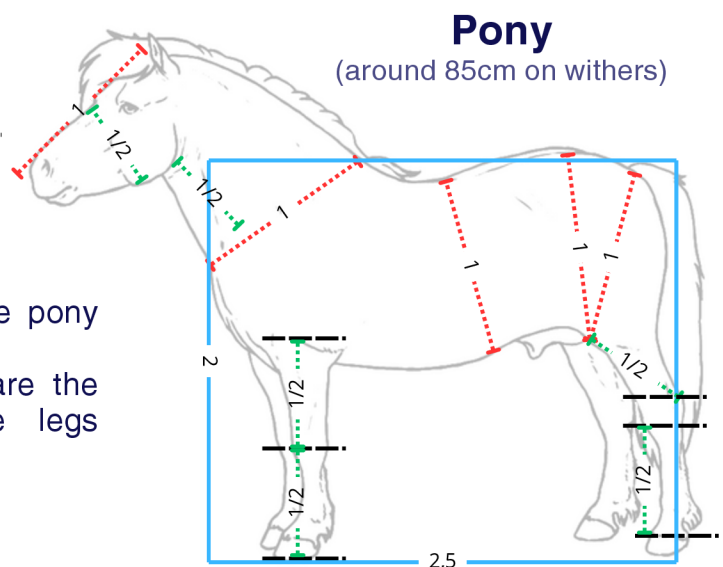 Pony
(around 85cm on withers)
1
1/2
1/2
1
1
1
1
e pony
are the
e legs
2
1/2
1/2
1/2
1/2
2.5